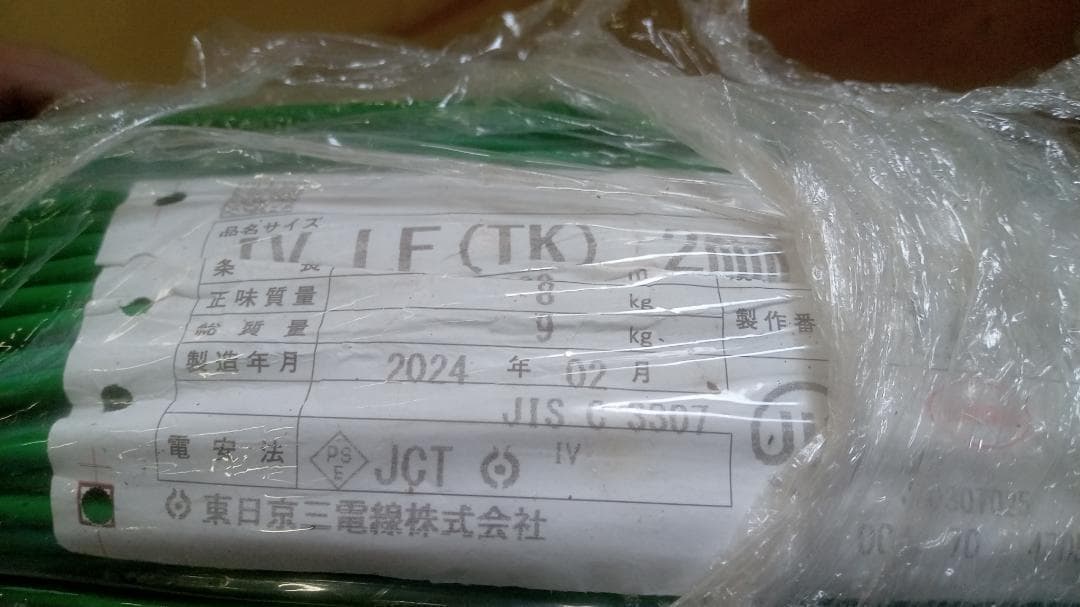 品名サイズ
IV LF (TK) 2mm
条 長 m
正味質量 8 kg
総質量 9 kg
製作番
製造年月 2024 年 02 月
JIS C 3307
電安法 PSE JCT IV
東日京三電線株式会社